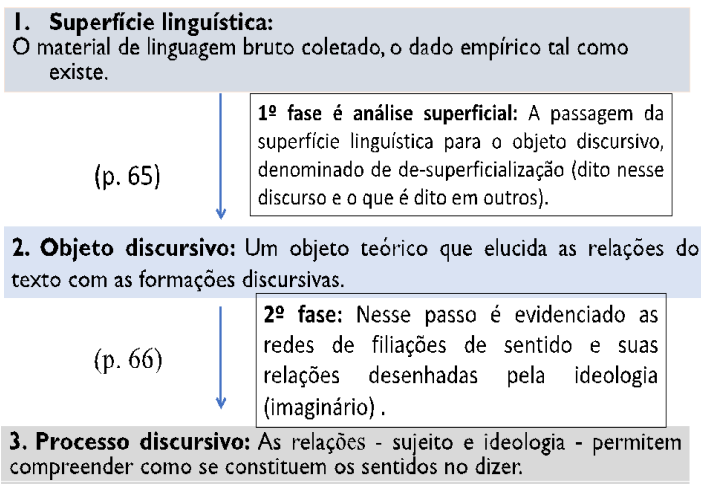 1. Superfície linguística:
O material de linguagem bruto coletado, o dado empírico tal como
existe.
1º fase é análise superficial: A passagem da
superfície linguística para o objeto discursivo,
denominado de de-superficialização (dito nesse
discurso e o que é dito em outros).
(p. 65)
2. Objeto discursivo: Um objeto teórico que elucida as relações do
texto com as formações discursivas.
2º fase: Nesse passo é evidenciado as
redes de filiações de sentido e suas
relações desenhadas pela ideologia
(imaginário) .
(p. 66)
3. Processo discursivo: As relações - sujeito e ideologia - permitem
compreender como se constituem os sentidos no dizer.